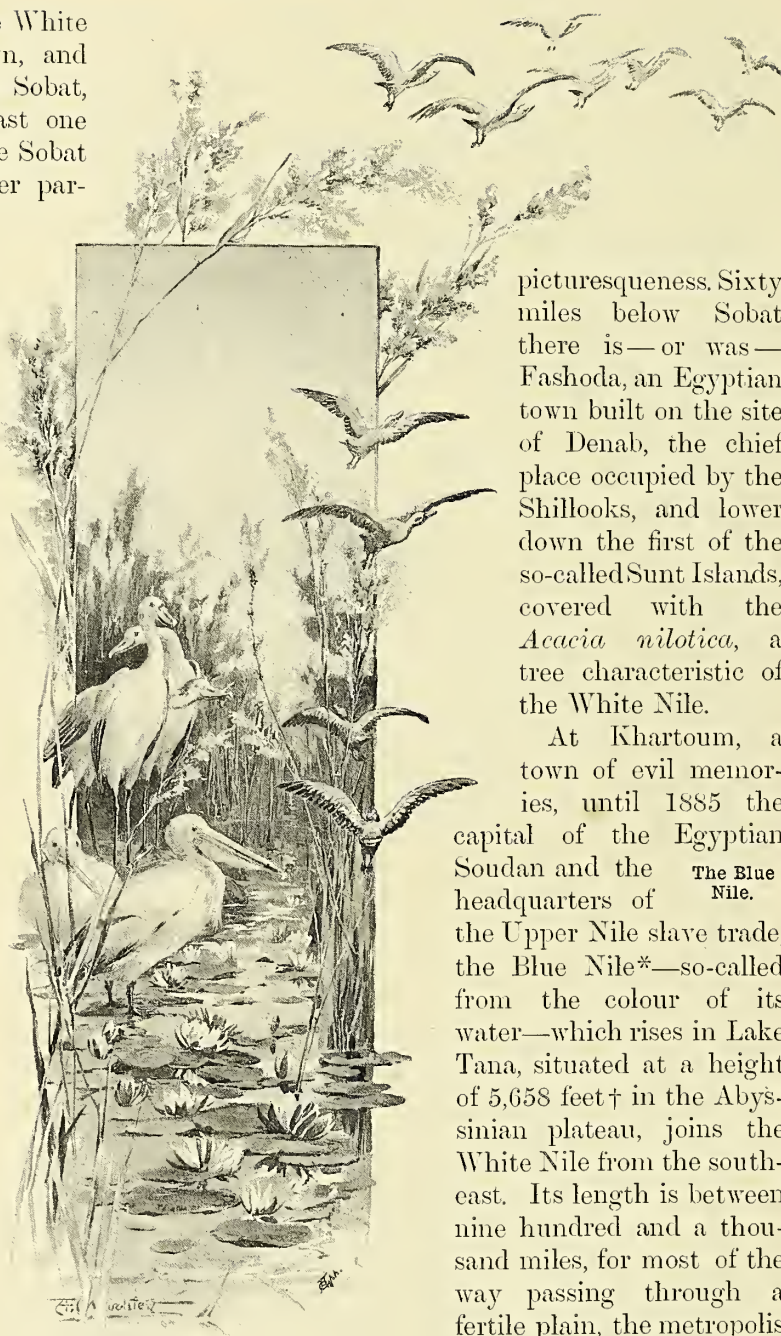 White
n, and
Sobat,
ast one
e Sobat
er par-
picturesqueness. Sixty
miles below Sobat
there is — or was —
Fashoda, an Egyptian
town built on the site
of Denab, the chief
place occupied by the
Shillooks, and lower
down the first of the
so-called Sunt Islands,
covered with the
Acacia nilotica, a
tree characteristic of
the White Nile.
At Khartoum, a
town of evil memor-
ies, until 1885 the
capital of the Egyptian
Soudan and the
headquarters of
The Blue
Nile.
the Upper Nile slave trade
the Blue Nile*—so-called
from the colour of its
water—which rises in Lake
Tana, situated at a height
of 5,658 feet† in the Abys-
sinian plateau, joins the
White Nile from the south-
east. Its length is between
nine hundred and a thou-
sand miles, for most of the
way passing through a
fertile plain, the metropolis